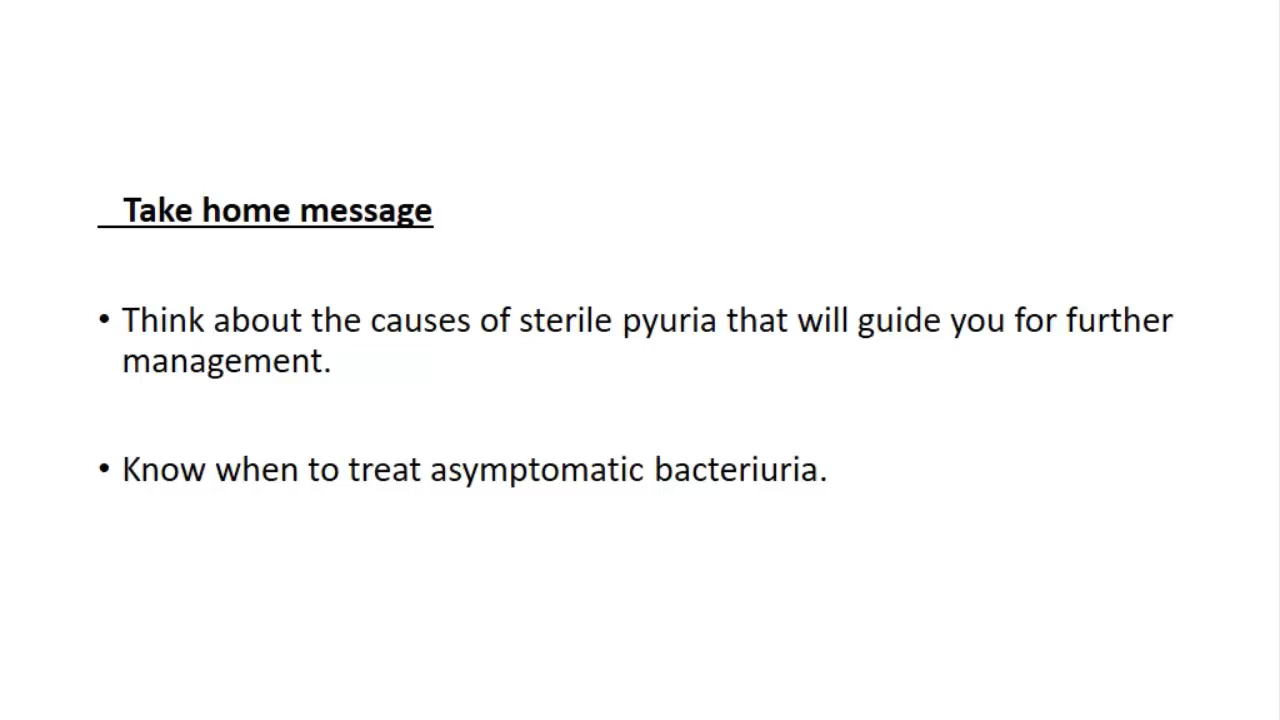 Take home message
• Think about the causes of sterile pyuria that will guide you for further
management.
• Know when to treat asymptomatic bacteriuria.